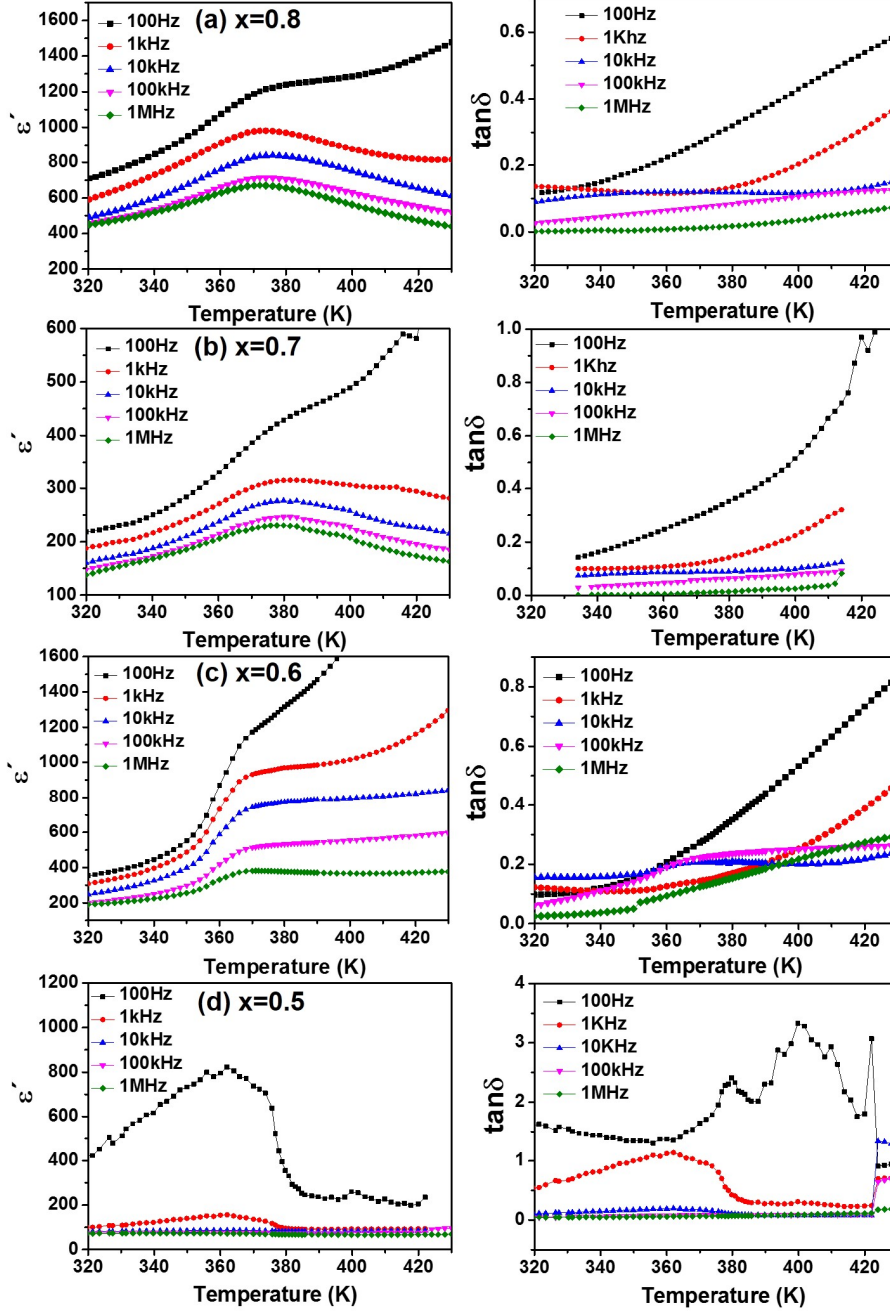 (a) x=0.8
ε´
1600
1400
1200
1000
800
600
400
200
100Hz
1kHz
10kHz
100kHz
1MHz
320 340 360 380 400 420
Temperature (K)
tanδ
0.6
0.4
0.2
0.0
100Hz
1Khz
10kHz
100kHz
1MHz
320 340 360 380 400 420
Temperature (K)
(b) x=0.7
ε´
600
500
400
300
200
100
100Hz
1kHz
10kHz
100kHz
1MHz
320 340 360 380 400 420
Temperature (K)
tanδ
1.0
0.8
0.6
0.4
0.2
0.0
100Hz
1Khz
10kHz
100kHz
1MHz
320 340 360 380 400 420
Temperature (K)
(c) x=0.6
ε´
1600
1400
1200
1000
800
600
400
200
100Hz
1kHz
10kHz
100kHz
1MHz
320 340 360 380 400 420
Temperature (K)
tanδ
0.8
0.6
0.4
0.2
0.0
100Hz
1kHz
10kHz
100kHz
1MHz
320 340 360 380 400 420
Temperature (K)
(d) x=0.5
ε´
1200
1000
800
600
400
200
0
100Hz
1kHz
10kHz
100kHz
1MHz
320 340 360 380 400 420
Temperature (K)
tanδ
4
3
2
1
0
100Hz
1KHz
10KHz
100kHz
1MHz
320 340 360 380 400 420
Temperature (K)